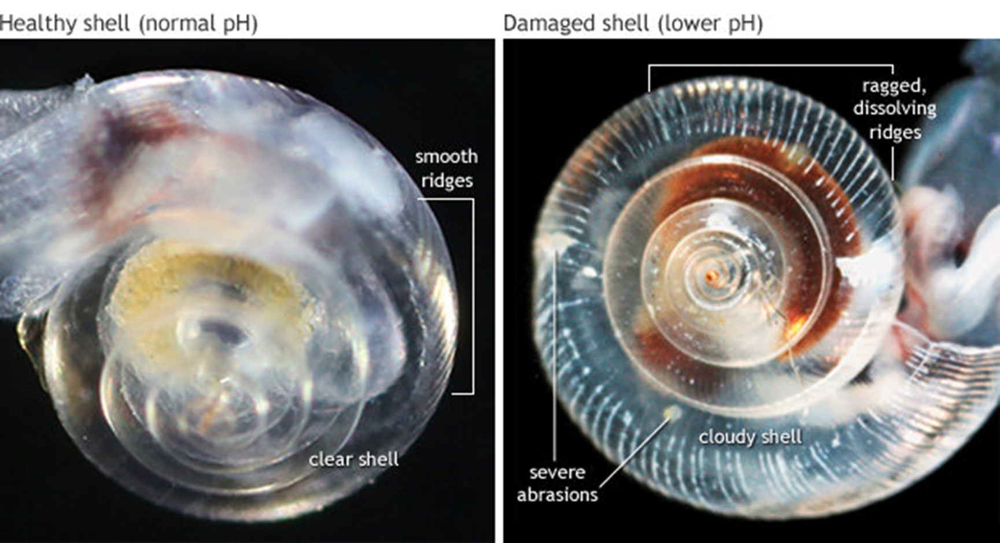 Healthy shell (normal pH)
smooth
ridges
clear shell
Damaged shell (lower pH)
ragged,
dissolving
ridges
cloudy shell
severe
abrasions